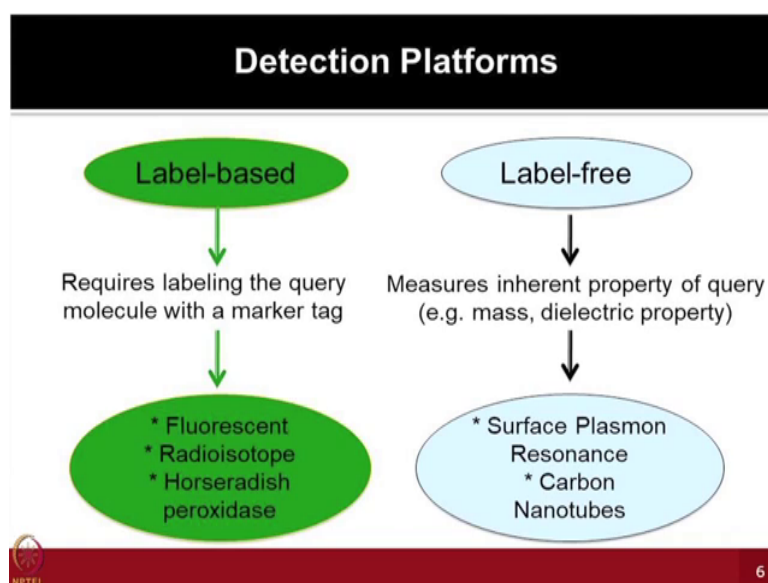 Detection Platforms
Label-based
Requires labeling the query
molecule with a marker tag
* Fluorescent
* Radioisotope
* Horseradish
peroxidase
Label-free
Measures inherent property of query
(e.g. mass, dielectric property)
* Surface Plasmon
Resonance
* Carbon
Nanotubes
NPTEL
6